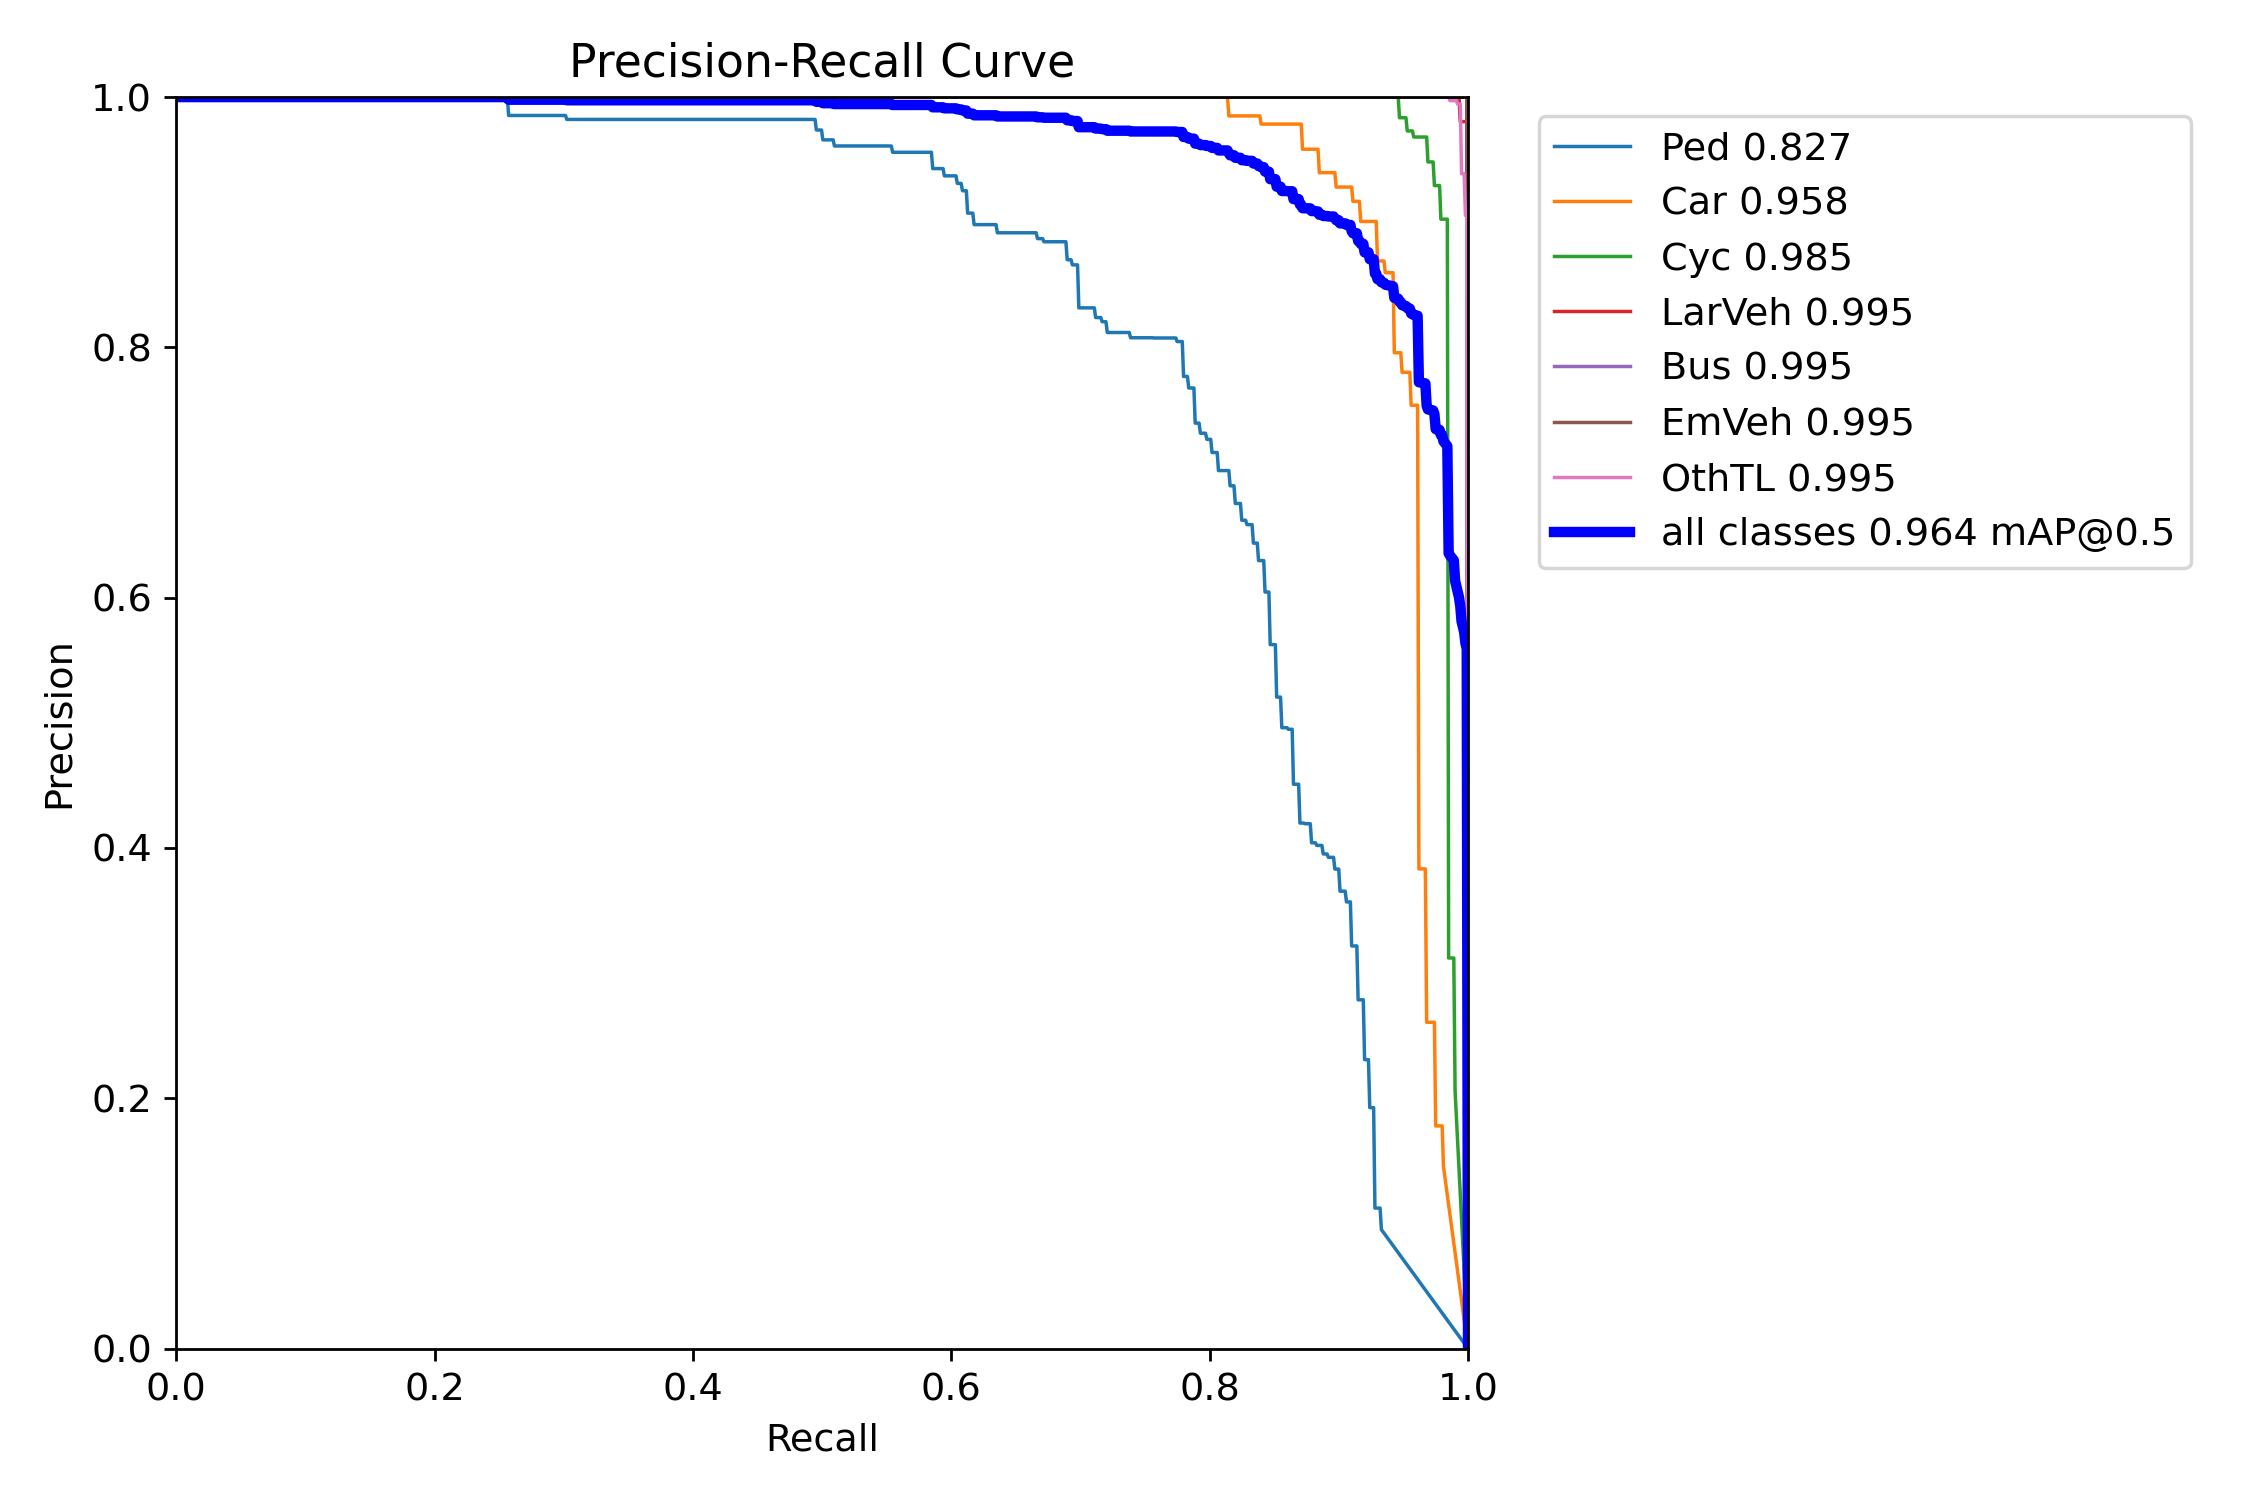 Precision-Recall Curve
1.0
0.8
0.6
0.4
0.2
0.0
Precision
0.0 0.2 0.4 0.6 0.8 1.0
Recall
Ped 0.827
Car 0.958
Cyc 0.985
LarVeh 0.995
Bus 0.995
EmVeh 0.995
OthTL 0.995
all classes 0.964 mAP@0.5